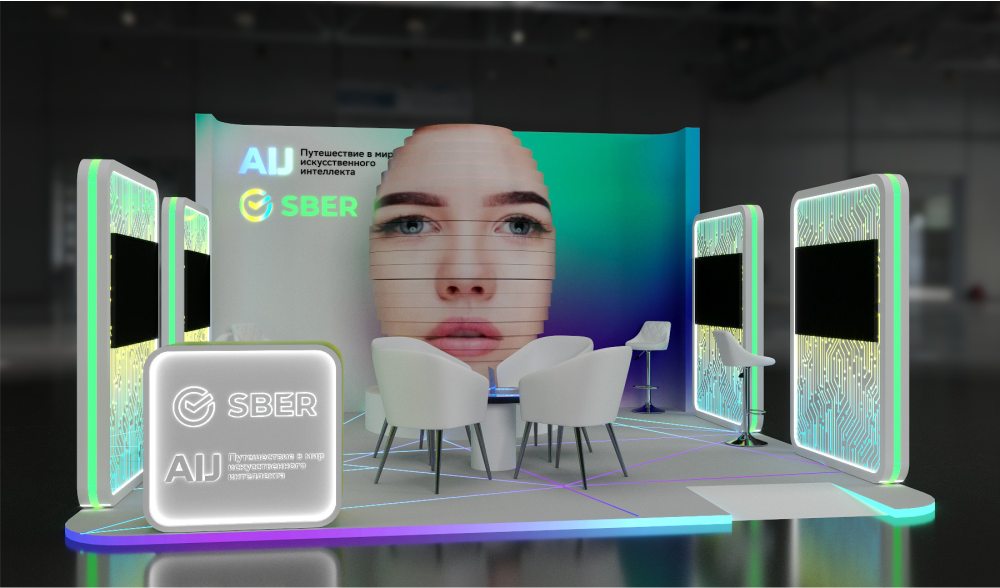 AIJ
Путешествие в мир
искусственного
интеллекта
SBER
SBER
AIJ
Путешествие в мир
искусственного
интеллекта